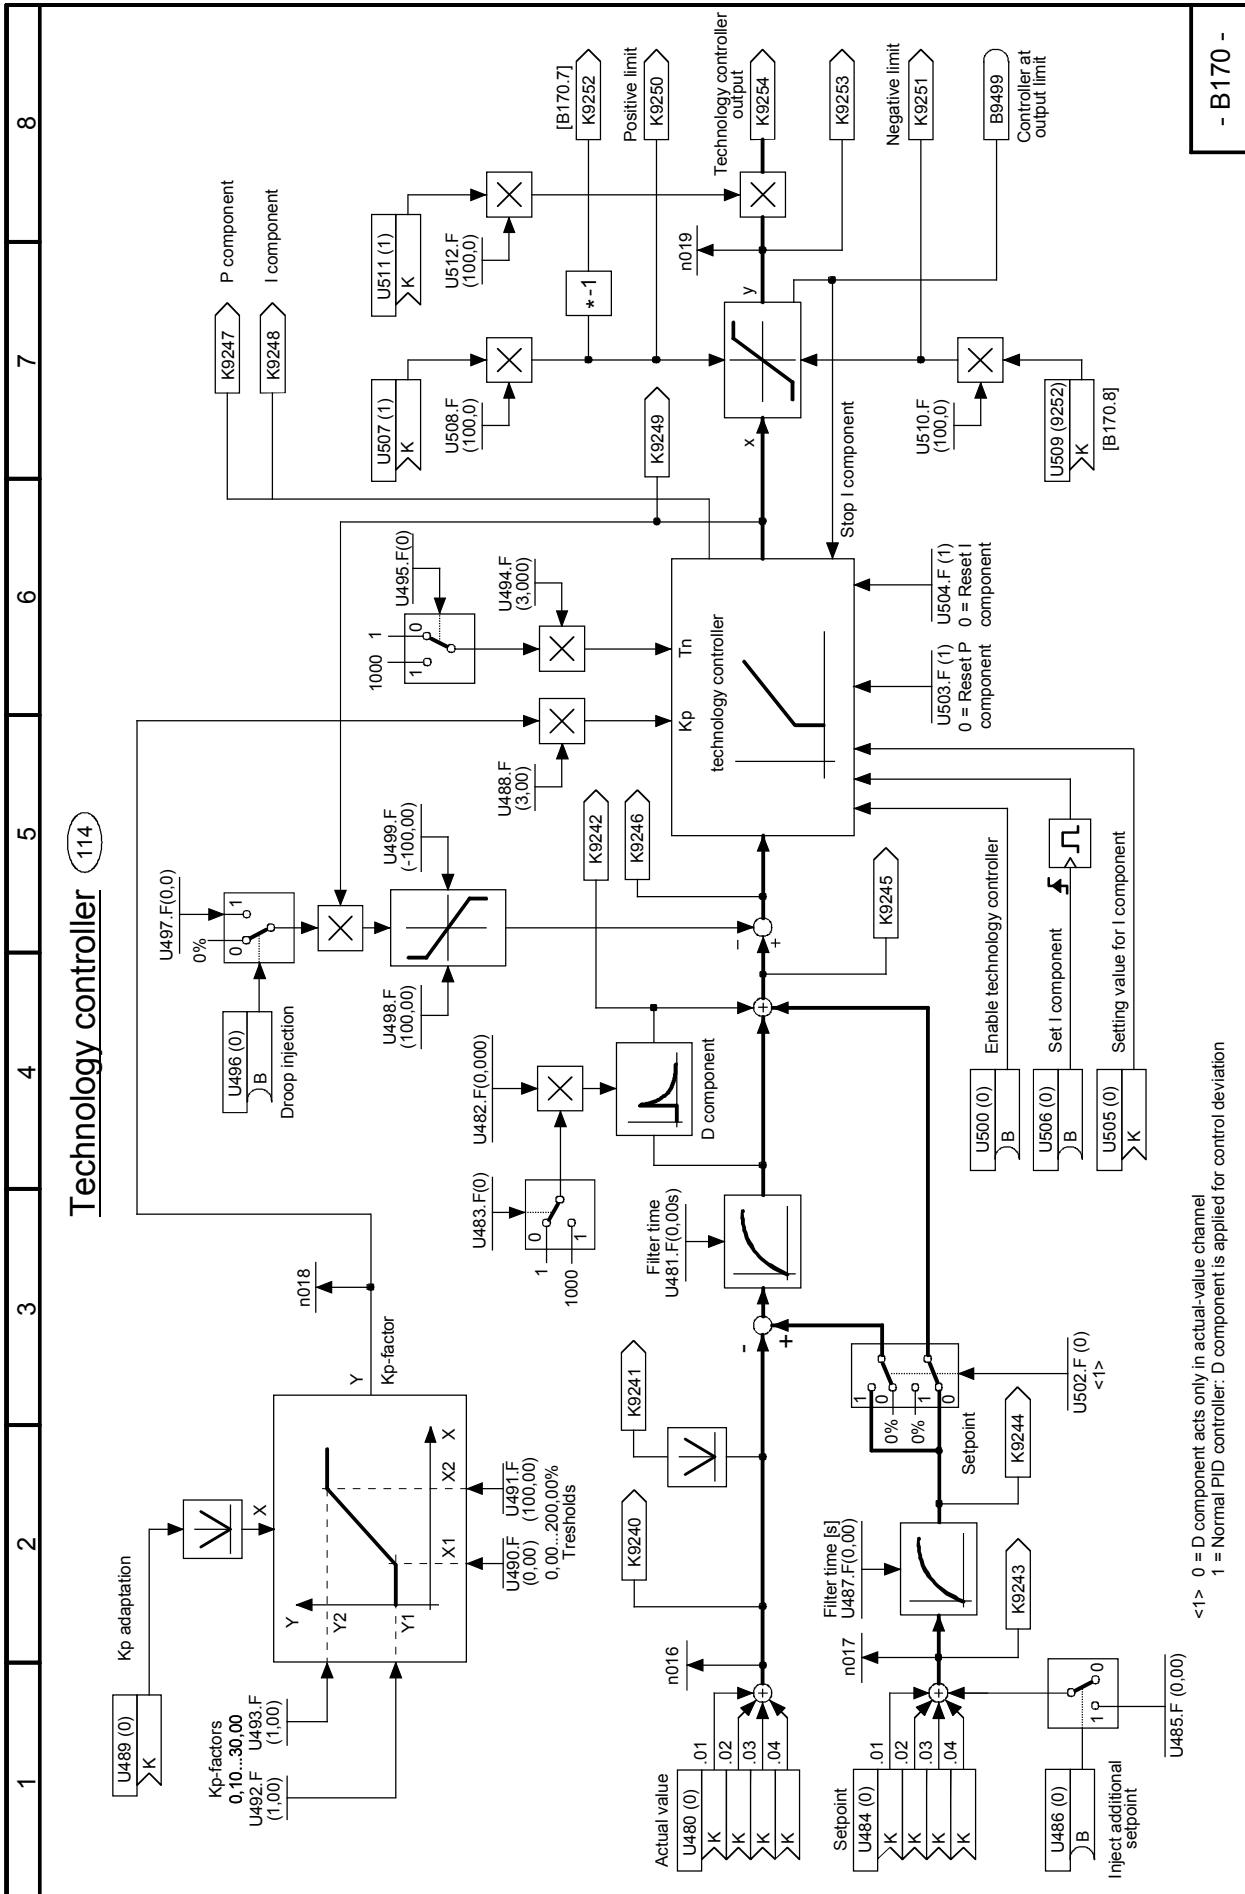 1
2
3
4
5
6
7
8
Technology controller
114
Kp adaptation
U489 (0)
K
Kp-factors
0,10...30,00
U492.F
(1,00)
U493.F
(1,00)
X
Y
Y2
Y1
X1
X2
X
U490.F
(0,00)
U491.F
(100,00)
0,00...200,00%
Tresholds
Y
Kp-factor
n018
U496 (0)
B
Droop injection
U497.F(0,0)
0%
0
1
U498.F
(100,00)
U499.F
(-100,00)
U483.F(0)
0
1
1
1000
U482.F(0,000)
D component
U488.F
(3,00)
1000
1
1
0
U495.F(0)
U494.F
(3,000)
K9247
P component
K9248
I component
K9249
U507 (1)
K
U508.F
(100,0)
U511 (1)
K
U512.F
(100,0)
*-1
[B170.7]
K9252
Positive limit
K9250
Technology controller
output
K9254
K9253
Negative limit
K9251
B9499
Controller at
output limit
n019
x
y
U510.F
(100,0)
U509 (9252)
K
[B170.8]
Stop I component
Kp
Tn
technology controller
K9242
K9246
K9245
Actual value
U480 (0)
K
K
K
K
.01
.02
.03
.04
+
n016
K9240
K9241
-
+
Filter time
U481.F(0,00s)
+
–
+
Setpoint
U484 (0)
K
K
K
K
.01
.02
.03
.04
+
n017
K9243
Filter time [s]
U487.F(0,00)
K9244
Setpoint
1
0
0%
0%
1
0
U502.F (0)
<1>
U486 (0)
B
Inject additional
setpoint
1
0
U485.F (0,00)
U500 (0)
B
Enable technology controller
U506 (0)
B
Set I component
U505 (0)
K
Setting value for I component
U503.F (1)
0 = Reset P
component
U504.F (1)
0 = Reset I
component
<1> 0 = D component acts only in actual-value channel
1 = Normal PID controller: D component is applied for control deviation
- B170 -